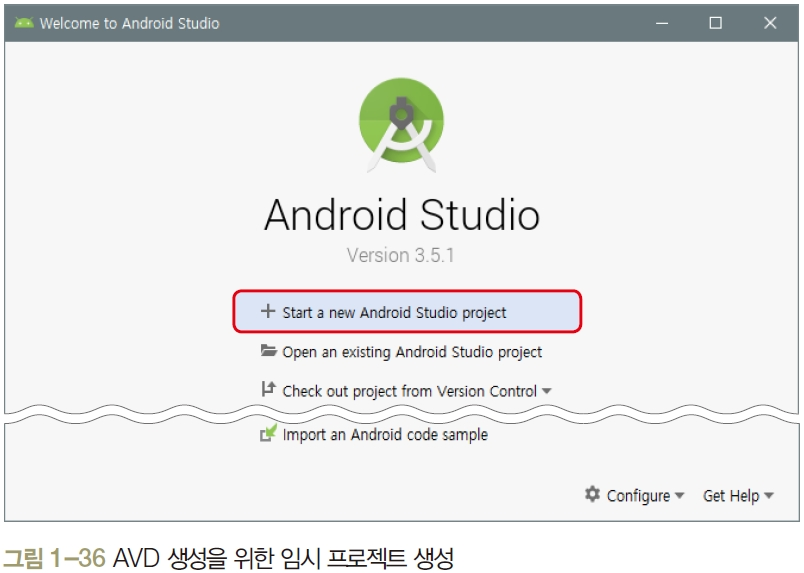 Welcome to Android Studio
Android Studio
Version 3.5.1
Start a new Android Studio project
Open an existing Android Studio project
Check out project from Version Control
Import an Android code sample
Configure Get Help
그림 1-36 AVD 생성을 위한 임시 프로젝트 생성